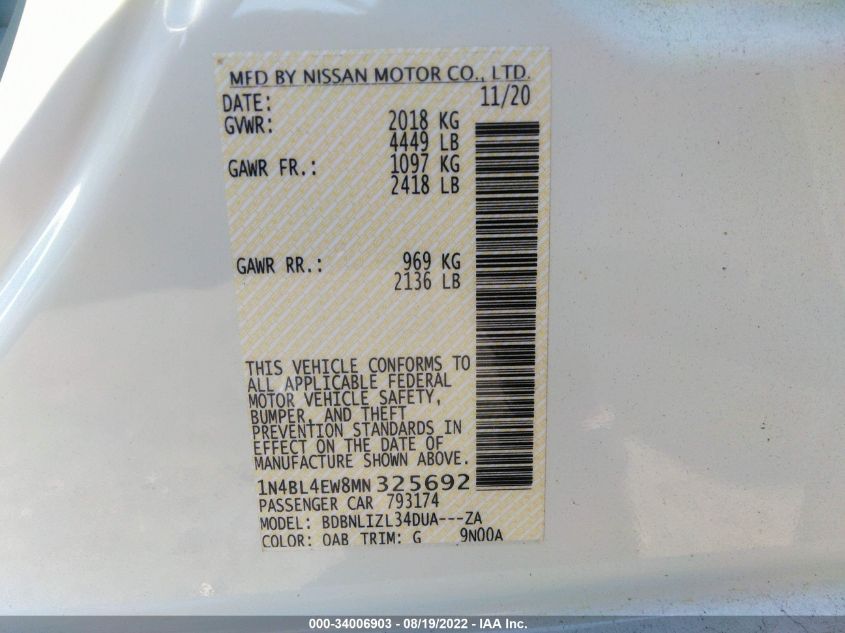 MFD BY NISSAN MOTOR CO., LTD.
DATE: 11/20
GVWR: 2018 KG
4449 LB
GAWR FR.: 1097 KG
2418 LB
GAWR RR.: 969 KG
2136 LB
THIS VEHICLE CONFORMS TO
ALL APPLICABLE FEDERAL
MOTOR VEHICLE SAFETY,
BUMPER, AND THEFT
PREVENTION STANDARDS IN
EFFECT ON THE DATE OF
MANUFACTURE SHOWN ABOVE.
1N4BL4EW8MN325692
PASSENGER CAR 793174
MODEL: BDBNLIZL34DUA---ZA
COLOR: QAB TRIM: G 9N00A
000-34006903 - 08/19/2022 - IAA Inc.